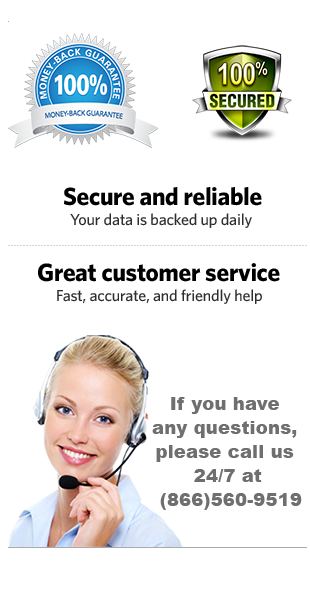 MONEY-BACK GUARANTEE
100%
MONEY-BACK GUARANTEE
100%
SECURED
Secure and reliable
Your data is backed up daily
Great customer service
Fast, accurate, and friendly help
If you have
any questions,
please call us
24/7 at
(866)560-9519